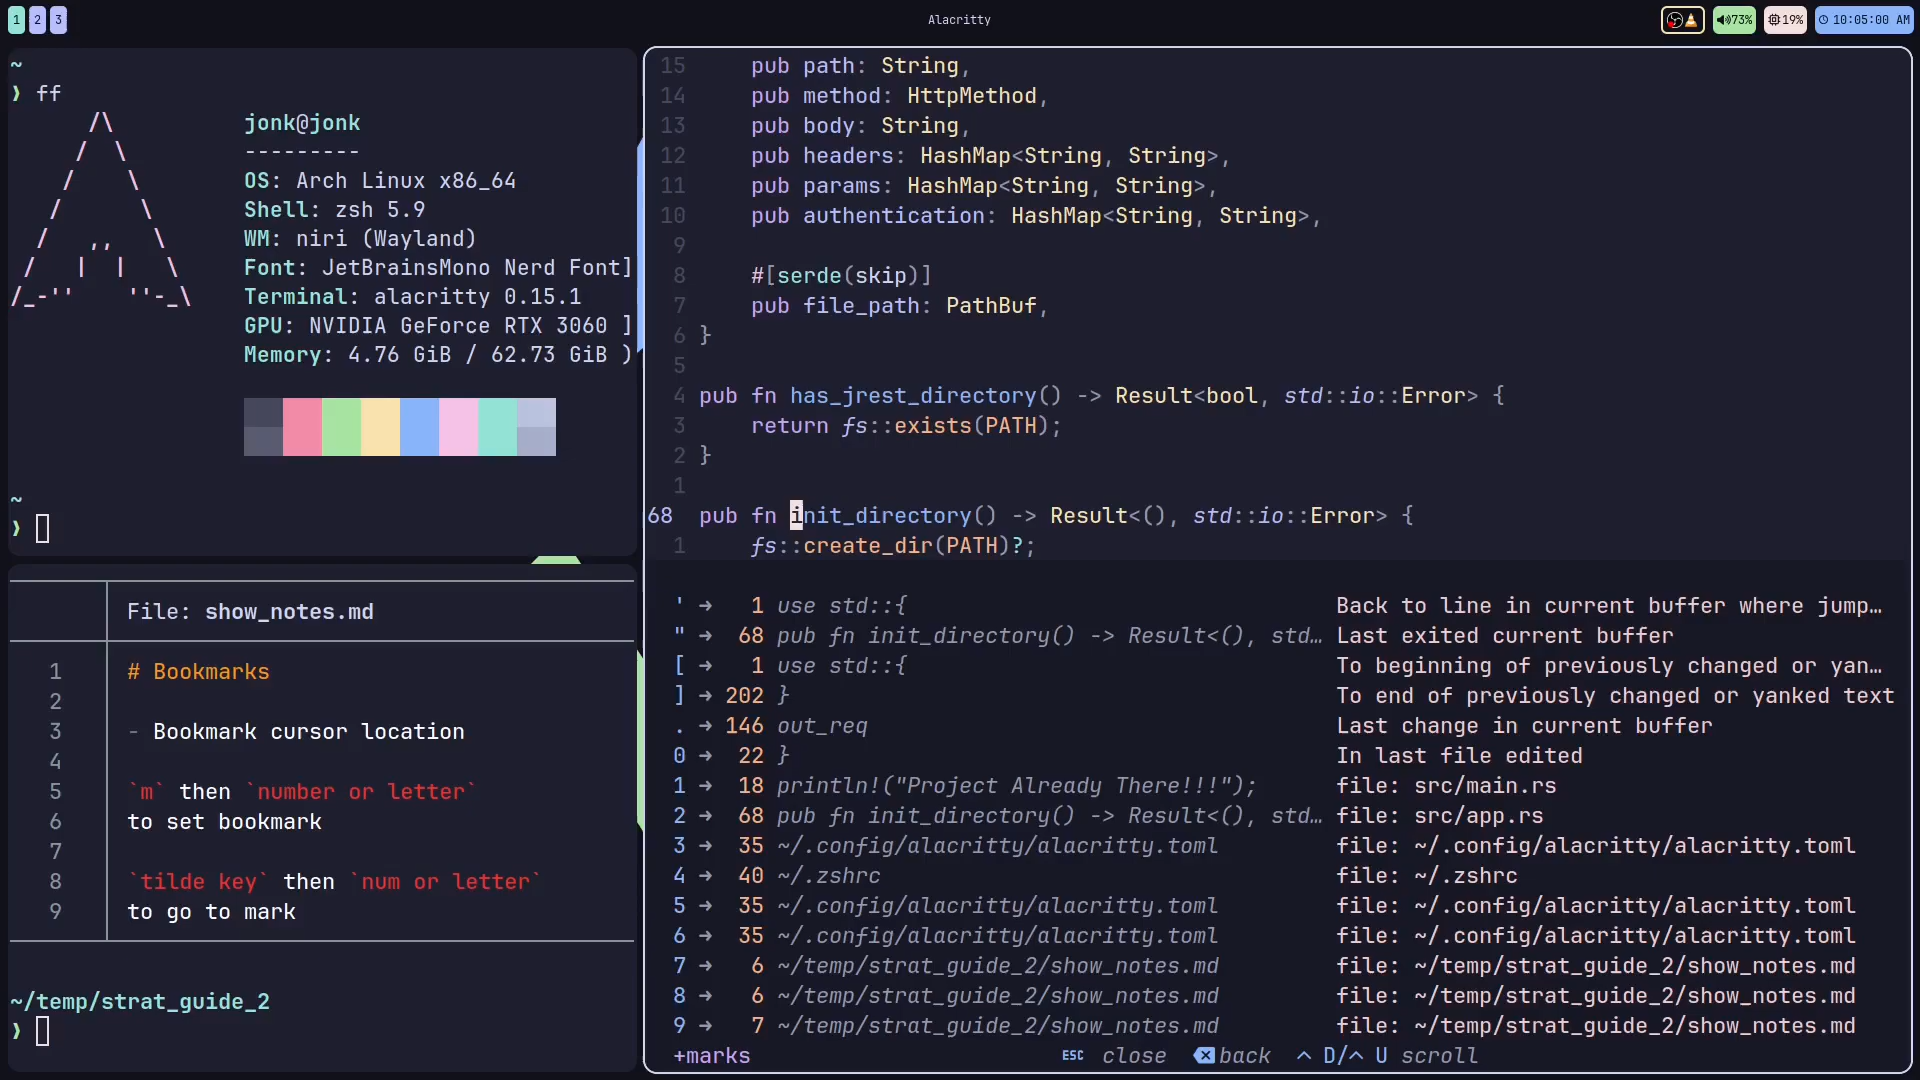 1 2 3
Alacritty
73% 19% 10:05:00 AM
~
❯ ff
/\
/  \
/    \
/      \
/   ,,   \
/   |  |   \
/_-''    ''-_\
jonk@jonk
---------
OS: Arch Linux x86_64
Shell: zsh 5.9
WM: niri (Wayland)
Font: JetBrainsMono Nerd Font]
Terminal: alacritty 0.15.1
GPU: NVIDIA GeForce RTX 3060 ]
Memory: 4.76 GiB / 62.73 GiB )
~
❯
File: show_notes.md
1 # Bookmarks
2
3 - Bookmark cursor location
4
5 `m` then `number or letter`
6 to set bookmark
7
8 `tilde key` then `num or letter`
9 to go to mark
~/temp/strat_guide_2
❯
15 pub path: String,
14 pub method: HttpMethod,
13 pub body: String,
12 pub headers: HashMap<String, String>,
11 pub params: HashMap<String, String>,
10 pub authentication: HashMap<String, String>,
9
8 #[serde(skip)]
7 pub file_path: PathBuf,
6 }
5
4 pub fn has_jrest_directory() -> Result<bool, std::io::Error> {
3 return fs::exists(PATH);
2 }
1
68 pub fn init_directory() -> Result<(), std::io::Error> {
1 fs::create_dir(PATH)?;
' ➜ 1 use std::{ Back to line in current buffer where jump…
" ➜ 68 pub fn init_directory() -> Result<(), std… Last exited current buffer
[ ➜ 1 use std::{ To beginning of previously changed or yan…
] ➜ 202 } To end of previously changed or yanked text
. ➜ 146 out_req Last change in current buffer
0 ➜ 22 } In last file edited
1 ➜ 18 println!("Project Already There!!!"); file: src/main.rs
2 ➜ 68 pub fn init_directory() -> Result<(), std… file: src/app.rs
3 ➜ 35 ~/.config/alacritty/alacritty.toml file: ~/.config/alacritty/alacritty.toml
4 ➜ 40 ~/.zshrc file: ~/.zshrc
5 ➜ 35 ~/.config/alacritty/alacritty.toml file: ~/.config/alacritty/alacritty.toml
6 ➜ 35 ~/.config/alacritty/alacritty.toml file: ~/.config/alacritty/alacritty.toml
7 ➜ 6 ~/temp/strat_guide_2/show_notes.md file: ~/temp/strat_guide_2/show_notes.md
8 ➜ 6 ~/temp/strat_guide_2/show_notes.md file: ~/temp/strat_guide_2/show_notes.md
9 ➜ 7 ~/temp/strat_guide_2/show_notes.md file: ~/temp/strat_guide_2/show_notes.md
+marks ESC close back ^ D/^ U scroll